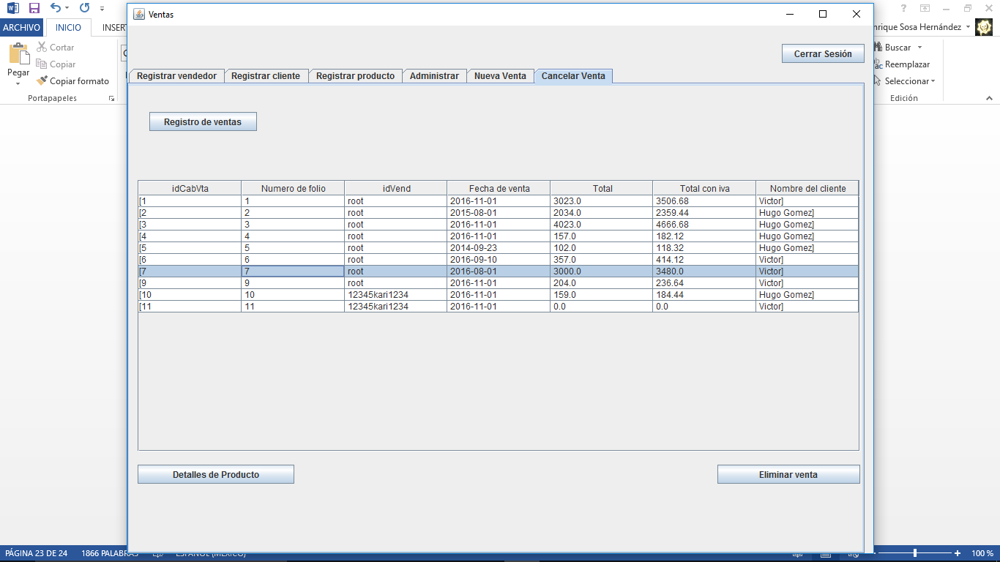 Ventas
ARCHIVO INICIO INSERT
nrique Sosa Hernández
Cerrar Sesión
Pegar
Cortar
Copiar
Copiar formato
Portapapeles
Buscar
Reemplazar
Seleccionar
Edición
Registrar vendedor Registrar cliente Registrar producto Administrar Nueva Venta Cancelar Venta
Registro de ventas
idCabVta Numero de folio idVend Fecha de venta Total Total con iva Nombre del cliente
[1 1 root 2016-11-01 3023.0 3506.68 Victor]
[2 2 root 2015-08-01 2034.0 2359.44 Hugo Gomez]
[3 3 root 2016-11-01 4023.0 4666.68 Hugo Gomez]
[4 4 root 2016-11-01 157.0 182.12 Hugo Gomez]
[5 5 root 2014-09-23 102.0 118.32 Hugo Gomez]
[6 6 root 2016-09-10 357.0 414.12 Victor]
[7 7 root 2016-08-01 3000.0 3480.0 Victor]
[9 9 root 2016-11-01 204.0 236.64 Victor]
[10 10 12345kari1234 2016-11-01 159.0 184.44 Hugo Gomez]
[11 11 12345kari1234 2016-11-01 0.0 0.0 Victor]
Detalles de Producto Eliminar venta
PÁGINA 23 DE 24 1866 PALABRAS ESPAÑOL (MÉXICO) 100 %